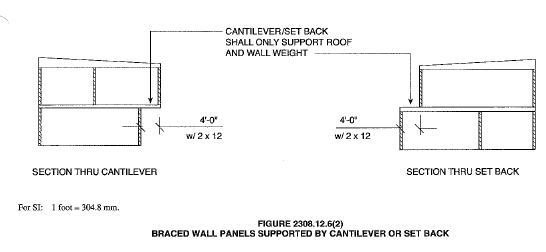 CANTILEVER/SET BACK
SHALL ONLY SUPPORT ROOF
AND WALL WEIGHT
4'-0"
w/ 2 x 12
4'-0"
w/ 2 x 12
SECTION THRU CANTILEVER
SECTION THRU SET BACK
For SI: 1 foot = 304.8 mm.
FIGURE 2308.12.6(2)
BRACED WALL PANELS SUPPORTED BY CANTILEVER OR SET BACK